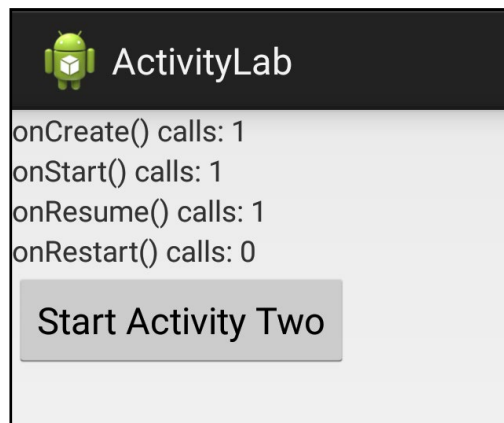 ActivityLab
onCreate() calls: 1
onStart() calls: 1
onResume() calls: 1
onRestart() calls: 0
Start Activity Two